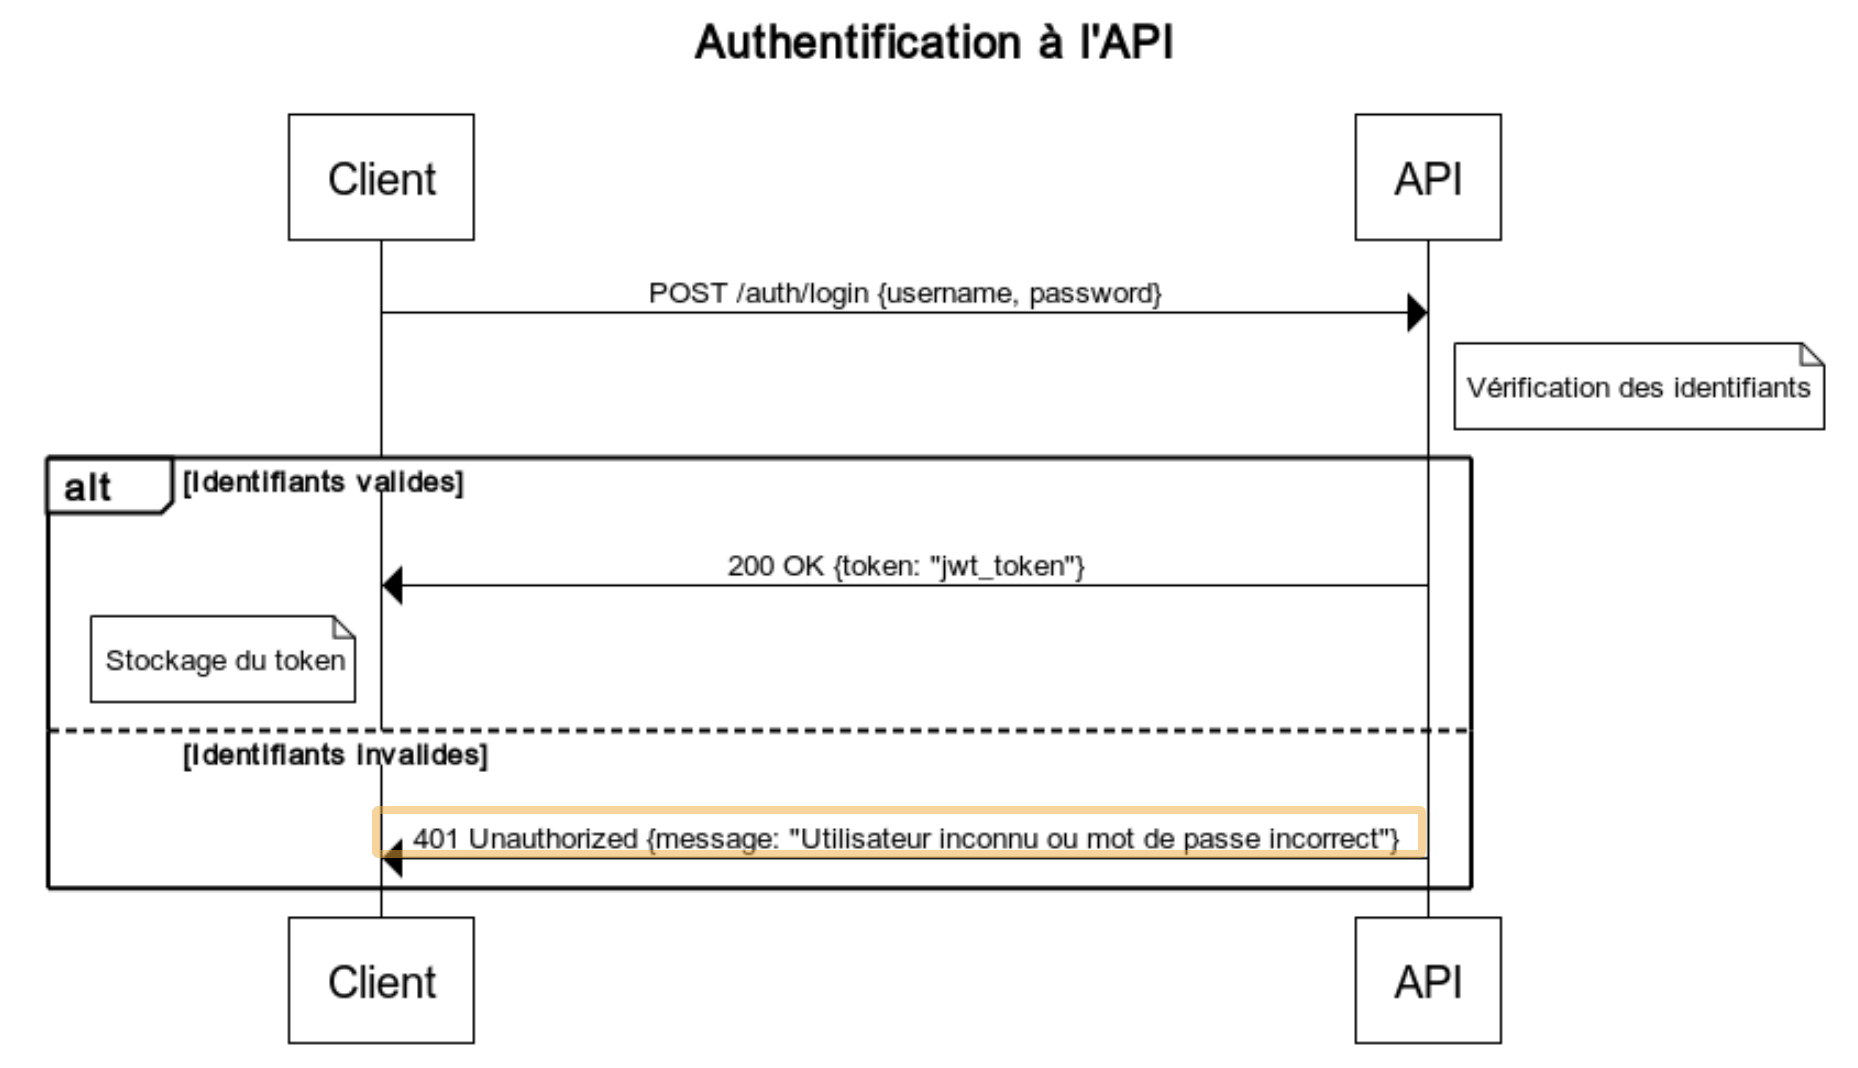 Authentification à l'API
Client
API
POST /auth/login {username, password}
Vérification des identifiants
alt
[Identifiants valides]
200 OK {token: "jwt_token"}
Stockage du token
[Identifiants invalides]
401 Unauthorized {message: "Utilisateur inconnu ou mot de passe incorrect"}
Client
API